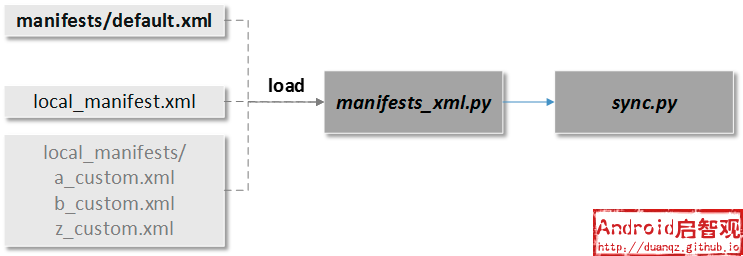 manifests/default.xml
local_manifest.xml
local_manifests/
a_custom.xml
b_custom.xml
z_custom.xml
load
manifests_xml.py
sync.py
Android启智观
http://duanqz.github.io